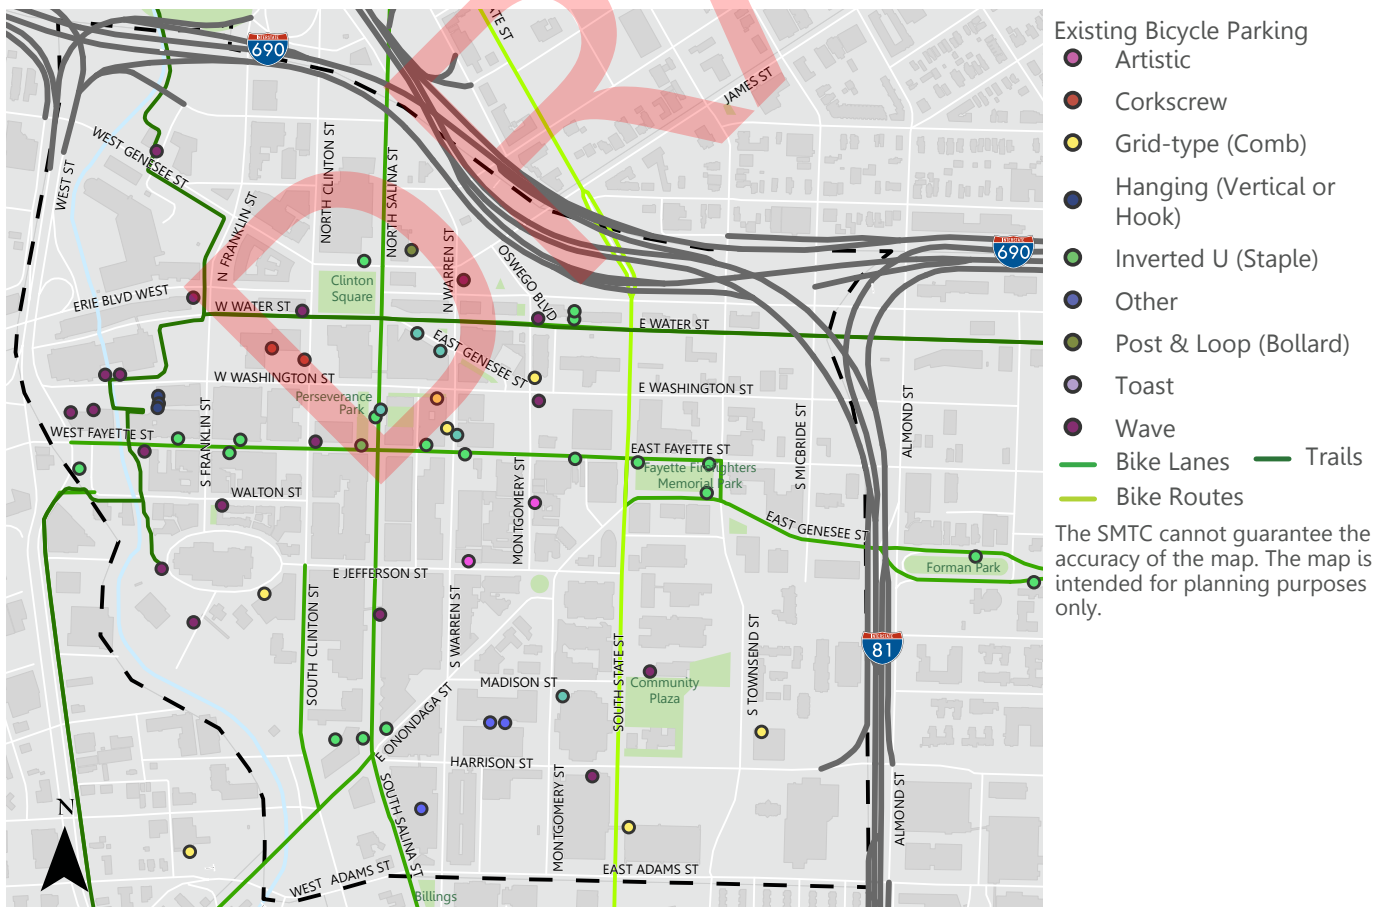 Existing Bicycle Parking
Artistic
Corkscrew
Grid-type (Comb)
Hanging (Vertical or
Hook)
Inverted U (Staple)
Other
Post & Loop (Bollard)
Toast
Wave
Bike Lanes
Trails
Bike Routes
The SMTC cannot guarantee the
accuracy of the map. The map is
intended for planning purposes
only.
INTERSTATE
690
JAMES ST
WEST GENESEE ST
WEST ST
N FRANKLIN ST
NORTH CLINTON ST
NORTH SALINA ST
N WARREN ST
OSWEGO BLVD
INTERSTATE
690
Clinton
Square
ERIE BLVD WEST
W WATER ST
E WATER ST
EAST GENESEE ST
W WASHINGTON ST
E WASHINGTON ST
Perseverance
Park
S FRANKLIN ST
WEST FAYETTE ST
EAST FAYETTE ST
Fayette Firefighters
Memorial Park
S MCBRIDE ST
ALMOND ST
WALTON ST
MONTGOMERY ST
EAST GENESEE ST
Forman Park
E JEFFERSON ST
SOUTH CLINTON ST
S WARREN ST
SOUTH STATE ST
S TOWNSEND ST
INTERSTATE
81
MADISON ST
Community
Plaza
E ONONDAGA ST
HARRISON ST
SOUTH SALINA ST
MONTGOMERY ST
ALMOND ST
N
WEST ADAMS ST
EAST ADAMS ST
Billings